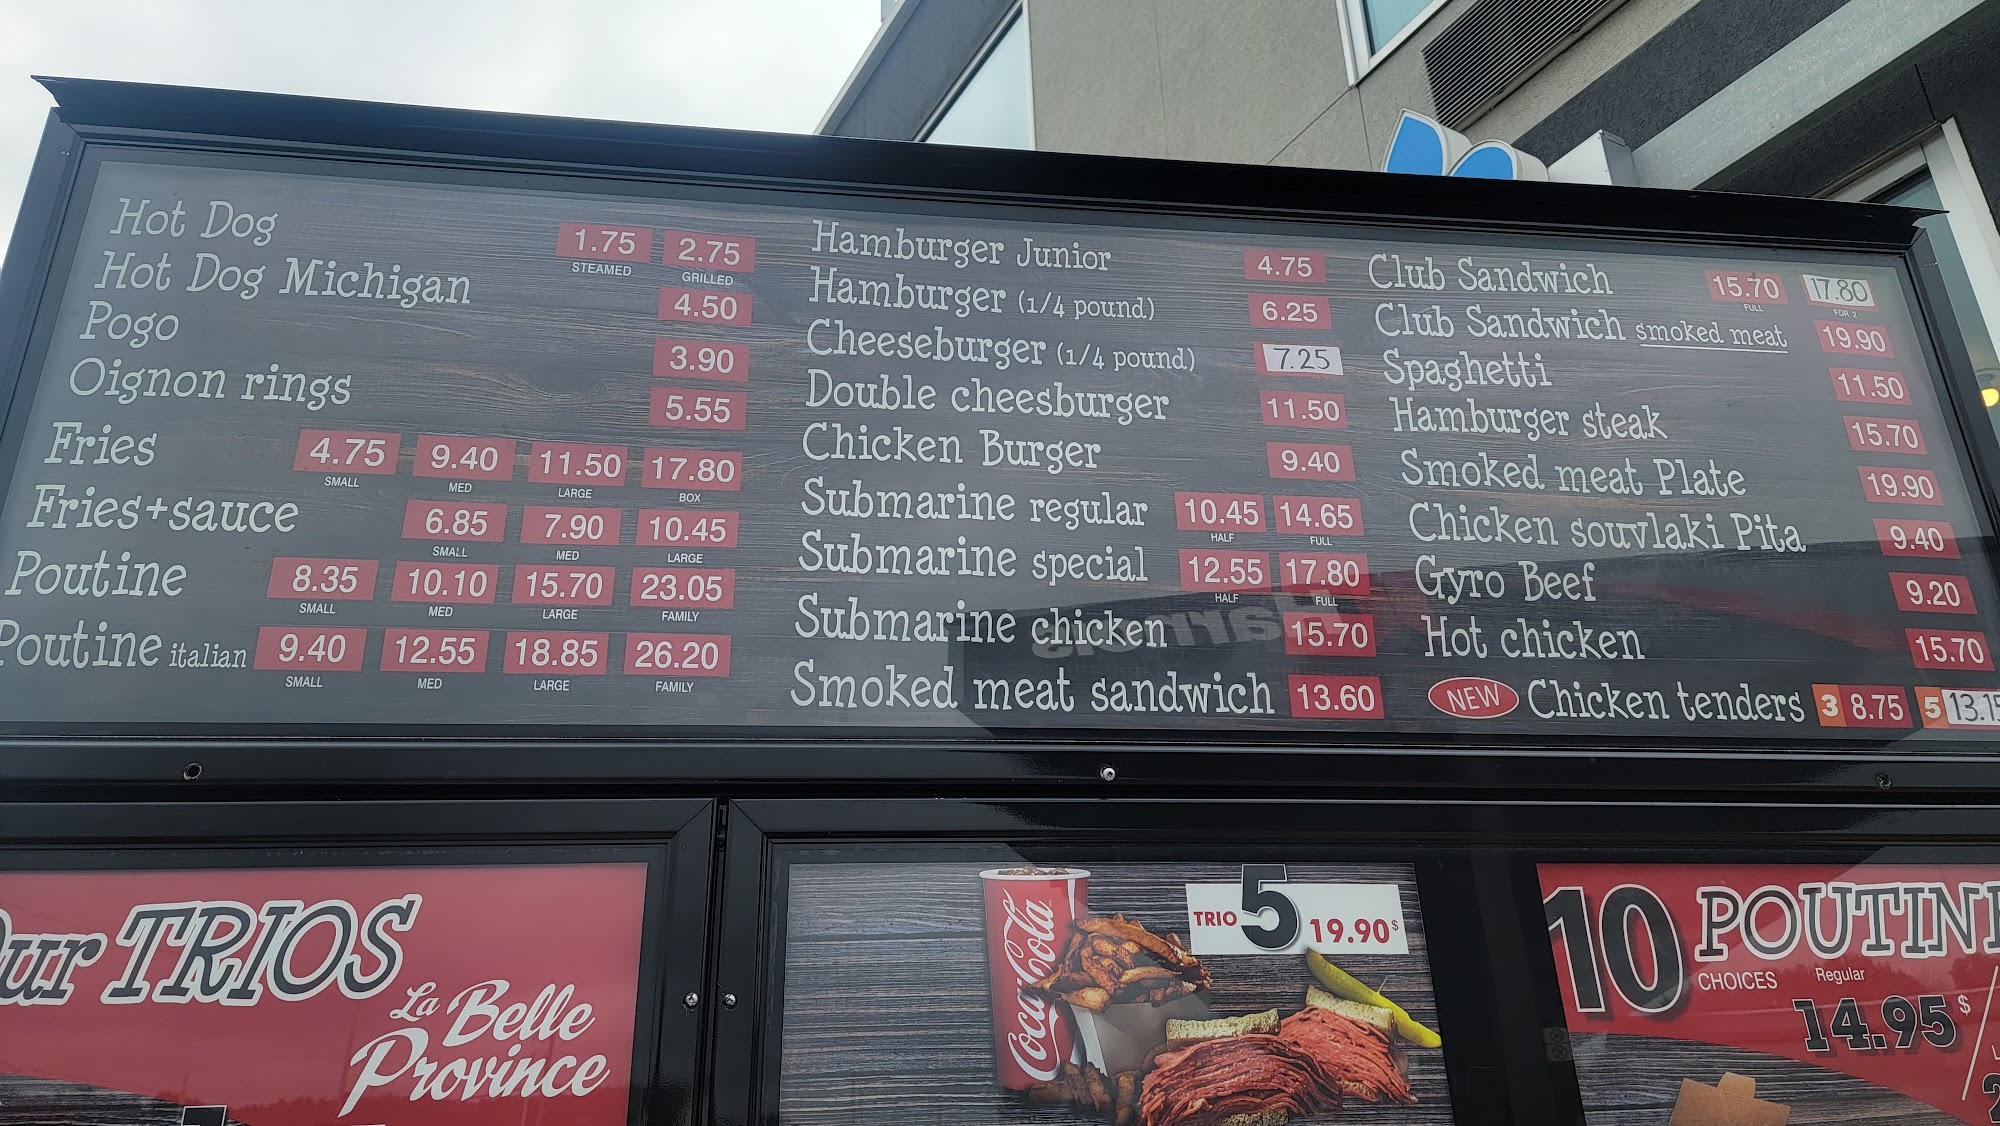 Hot Dog 1.75 STEAMED 2.75 GRILLED
Hot Dog Michigan 4.50
Pogo 3.90
Oignon rings 5.55
Fries 4.75 SMALL 9.40 MED 11.50 LARGE 17.80 BOX
Fries+sauce 6.85 SMALL 7.90 MED 10.45 LARGE
Poutine 8.35 SMALL 10.10 MED 15.70 LARGE 23.05 FAMILY
Poutine italian 9.40 SMALL 12.55 MED 18.85 LARGE 26.20 FAMILY
Hamburger Junior 4.75
Hamburger (1/4 pound) 6.25
Cheeseburger (1/4 pound) 7.25
Double cheesburger 11.50
Chicken Burger 9.40
Submarine regular 10.45 HALF 14.65 FULL
Submarine special 12.55 HALF 17.80 FULL
Submarine chicken 15.70
Smoked meat sandwich 13.60
Club Sandwich 15.70 FULL 17.80 FOR 2
Club Sandwich smoked meat 19.90
Spaghetti 11.50
Hamburger steak 15.70
Smoked meat Plate 19.90
Chicken souvlaki Pita 9.40
Gyro Beef 9.20
Hot chicken 15.70
NEW Chicken tenders 3 8.75 5 13.15
Our TRIOS
La Belle
Province
Coca-Cola
TRIO 5 19.90$
10 POUTINE
CHOICES Regular
14.95$